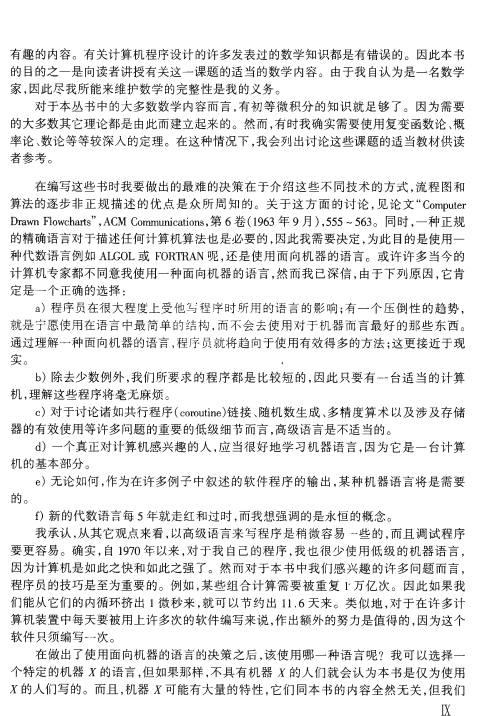 有趣的内容。有关计算机程序设计的许多发表过的数学知识都是有错误的。因此本书
的目的之一是向读者讲授有关这一课题的适当的数学内容。由于我自认为是一名数学
家,因此尽我所能来维护数学的完整性是我的义务。
对于本丛书中的大多数数学内容而言,有初等微积分的知识就足够了。因为需要
的大多数其它理论都是由此而建立起来的。然而,有时我确实需要使用复变函数论、概
率论、数论等等较深入的定理。在这种情况下,我会列出讨论这些课题的适当教材供读
者参考。
在编写这些书时我要做出的最难的决策在于介绍这些不同技术的方式,流程图和
算法的逐步非正规描述的优点是众所周知的。关于这方面的讨论,见论文“Computer
Drawn Flowcharts”,ACM Communications,第 6 卷(1963 年 9 月),555~563。同时,一种正规
的精确语言对于描述任何计算机算法也是必要的,因此我需要决定,为此目的是使用一
种代数语言例如 ALGOL 或 FORTRAN 呢,还是使用面向机器的语言。或许许多当今的
计算机专家都不同意我使用一种面向机器的语言,然而我已深信,由于下列原因,它肯
定是一个正确的选择:
a) 程序员在很大程度上受他写程序时所用的语言的影响;有一个压倒性的趋势,
就是宁愿使用在语言中最简单的结构,而不会去使用对于机器而言最好的那些东西。
通过理解一种面向机器的语言,程序员就将趋向于使用有效得多的方法;这更接近于现
实。
b) 除去少数例外,我们所要求的程序都是比较短的,因此只要有一台适当的计算
机,理解这些程序将毫无麻烦。
c) 对于讨论诸如共行程序(coroutine)链接、随机数生成、多精度算术以及涉及存储
器的有效使用等许多问题的重要的低级细节而言,高级语言是不适当的。
d) 一个真正对计算机感兴趣的人,应当很好地学习机器语言,因为它是一台计算
机的基本部分。
e) 无论如何,作为在许多例子中叙述的软件程序的输出,某种机器语言将是需要
的。
f) 新的代数语言每 5 年就走红和过时,而我想强调的是永恒的概念。
我承认,从其它观点来看,以高级语言来写程序是稍微容易一些的,而且调试程序
要更容易。确实,自 1970 年以来,对于我自己的程序,我也很少使用低级的机器语言,
因为计算机是如此之快和如此之强了。然而对于本书中我们感兴趣的许多问题而言,
程序员的技巧是至为重要的。例如,某些组合计算需要被重复 1 万亿次。因此如果我
们能从它们的内循环挤出 1 微秒来,就可以节约出 11.6 天来。类似地,对于在许多计
算机装置中每天要被用上许多次的软件编写来说,作出额外的努力是值得的,因为这个
软件只须编写一次。
在做出了使用面向机器的语言的决策之后,该使用哪一种语言呢? 我可以选择一
个特定的机器 X 的语言,但如果那样,不具有机器 X 的人们就会认为本书是仅为使用
X 的人们写的。而且,机器 X 可能有大量的特性,它们同本书的内容全然无关,但我们
IX